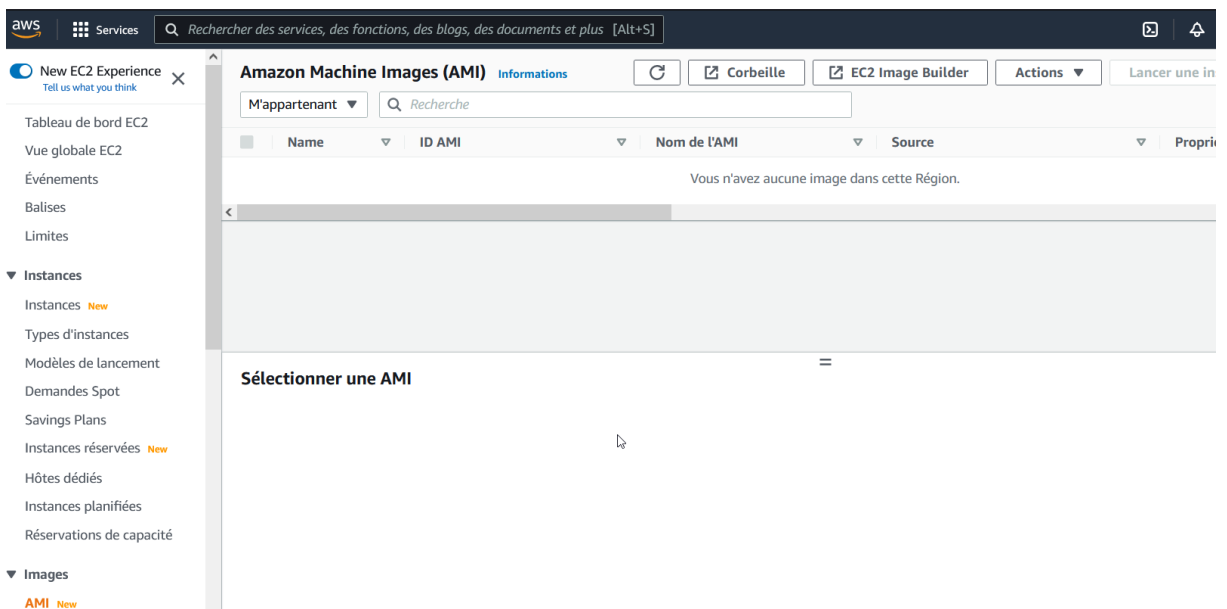 aws
Services
Rechercher des services, des fonctions, des blogs, des documents et plus [Alt+S]
New EC2 Experience
Tell us what you think
Tableau de bord EC2
Vue globale EC2
Événements
Balises
Limites
Instances
Instances New
Types d'instances
Modèles de lancement
Demandes Spot
Savings Plans
Instances réservées New
Hôtes dédiés
Instances planifiées
Réservations de capacité
Images
AMI New
Amazon Machine Images (AMI) Informations
Corbeille
EC2 Image Builder
Actions
Lancer une in
M'appartenant
Recherche
Name ID AMI Nom de l'AMI Source Proprié
Vous n'avez aucune image dans cette Région.
Sélectionner une AMI